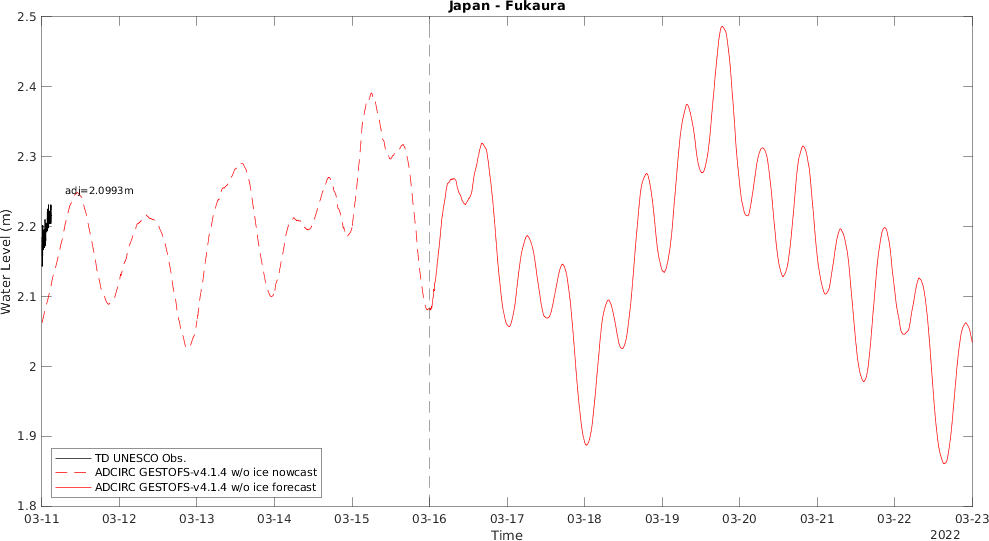 Japan - Fukaura
2.5
2.4
2.3
2.2
2.1
2
1.9
1.8
Water Level (m)
adj=2.0993m
TD UNESCO Obs.
ADCIRC GESTOFS-v4.1.4 w/o ice nowcast
ADCIRC GESTOFS-v4.1.4 w/o ice forecast
03-11 03-12 03-13 03-14 03-15 03-16 03-17 03-18 03-19 03-20 03-21 03-22 03-23
Time
2022